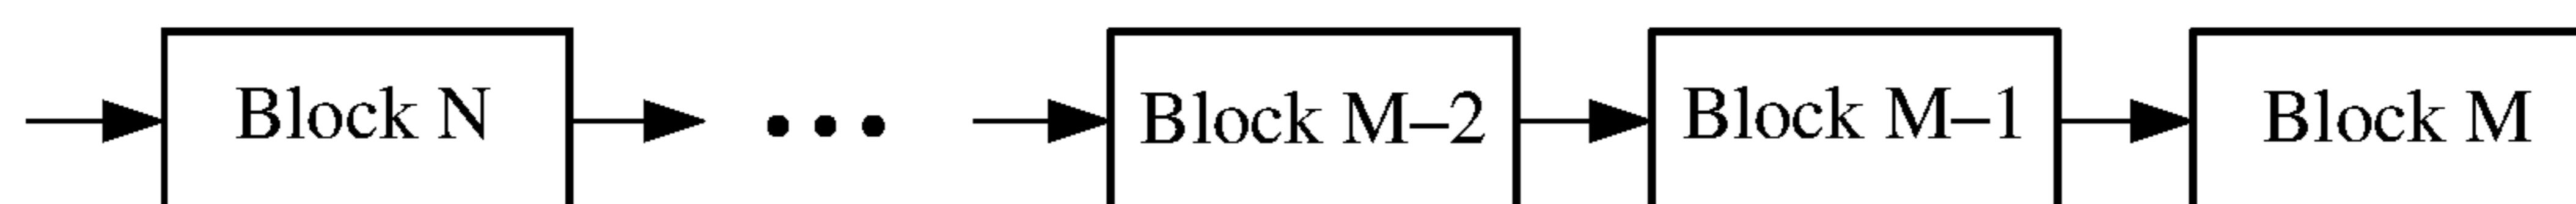 Block N ••• Block M–2 Block M–1 Block M